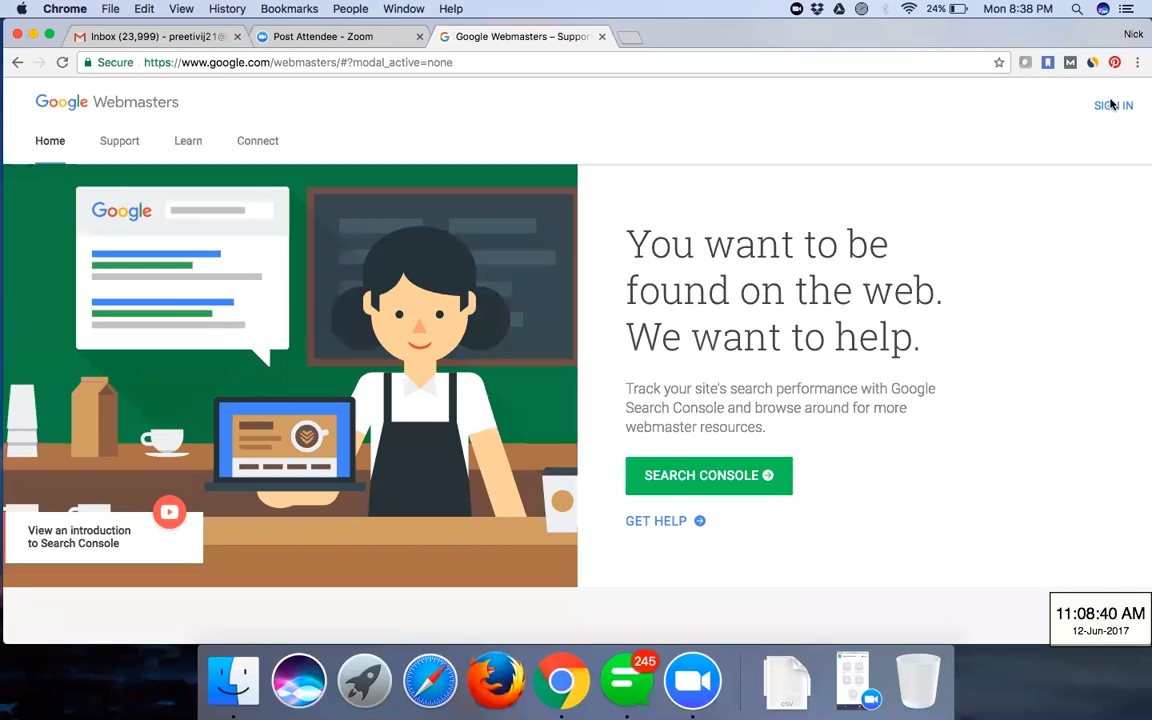 Chrome File Edit View History Bookmarks People Window Help 24% Mon 8:38 PM
Inbox (23,999) - preetivij21@ Post Attendee - Zoom Google Webmasters – Suppor Nick
Secure https://www.google.com/webmasters/#?modal_active=none
Google Webmasters
SIGN IN
Home Support Learn Connect
Google
You want to be
found on the web.
We want to help.
Track your site's search performance with Google
Search Console and browse around for more
webmaster resources.
SEARCH CONSOLE
GET HELP
View an introduction
to Search Console
11:08:40 AM
12-Jun-2017
245
CSV